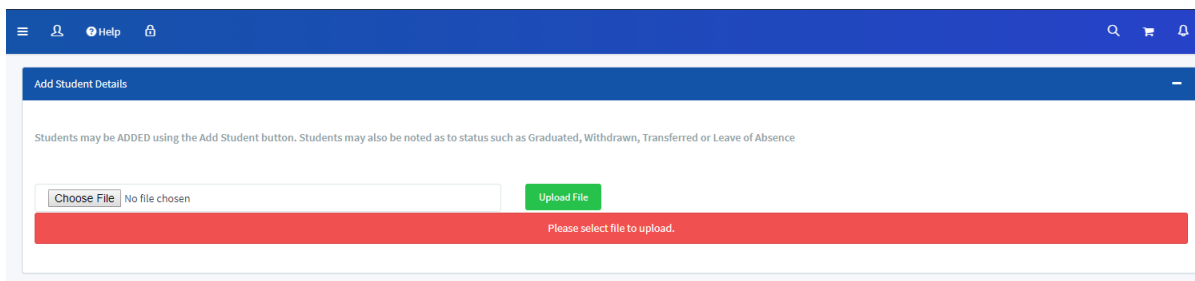 Help
Add Student Details
Students may be ADDED using the Add Student button. Students may also be noted as to status such as Graduated, Withdrawn, Transferred or Leave of Absence
Choose File No file chosen
Upload File
Please select file to upload.